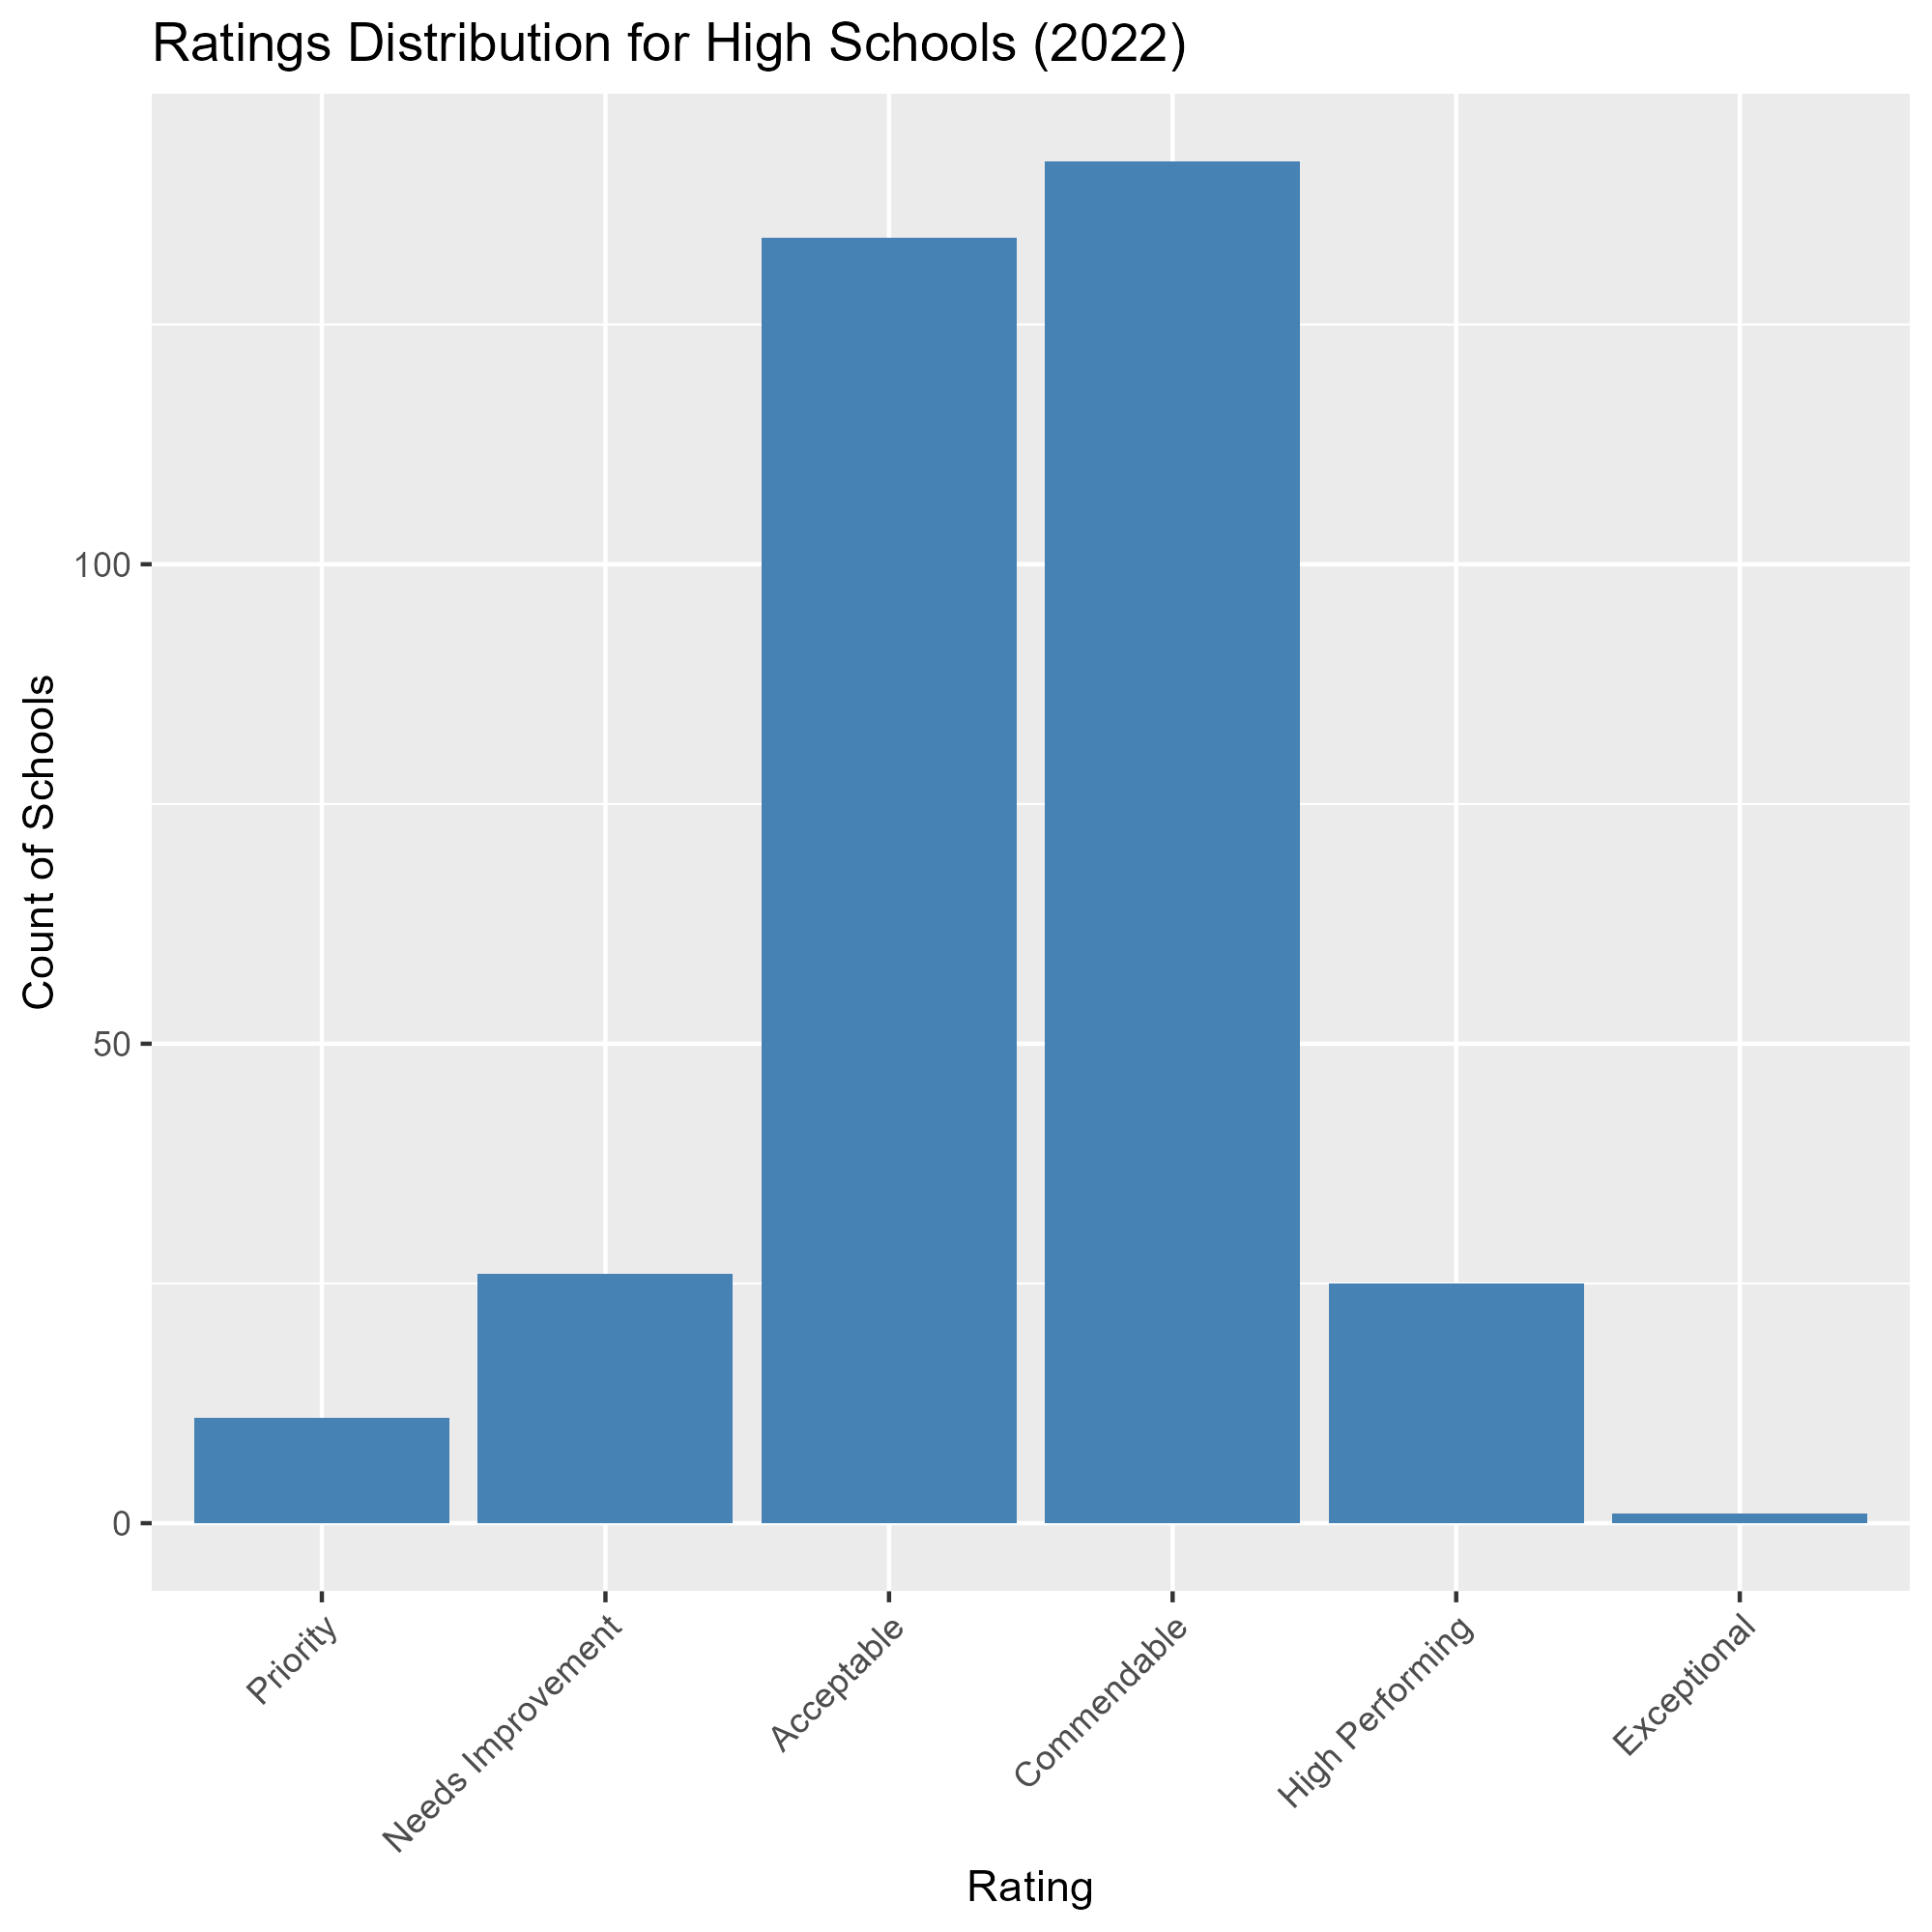 Ratings Distribution for High Schools (2022)
Count of Schools
100
50
0
Priority
Needs Improvement
Acceptable
Commendable
High Performing
Exceptional
Rating